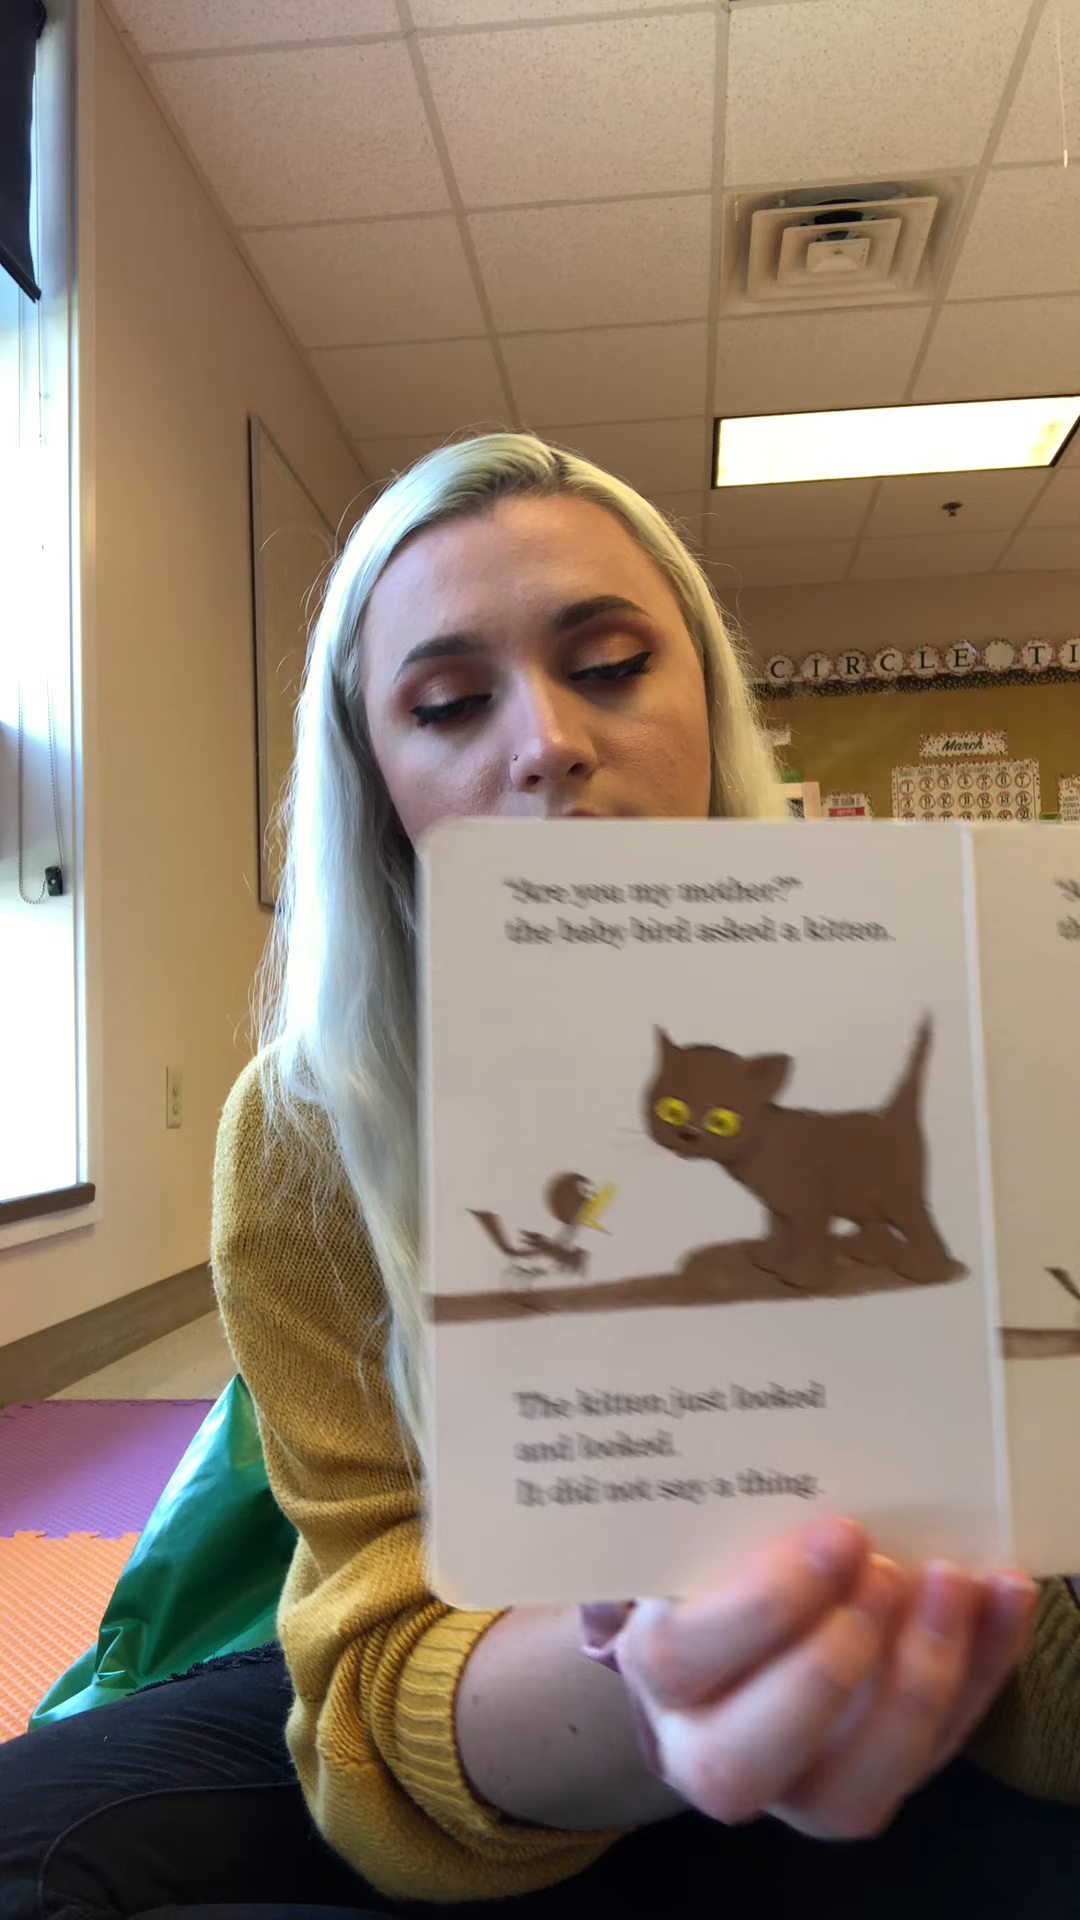 CIRCLE TI
March
"Are you my mother?"
the baby bird asked a kitten.
The kitten just looked
and looked.
It did not say a thing.